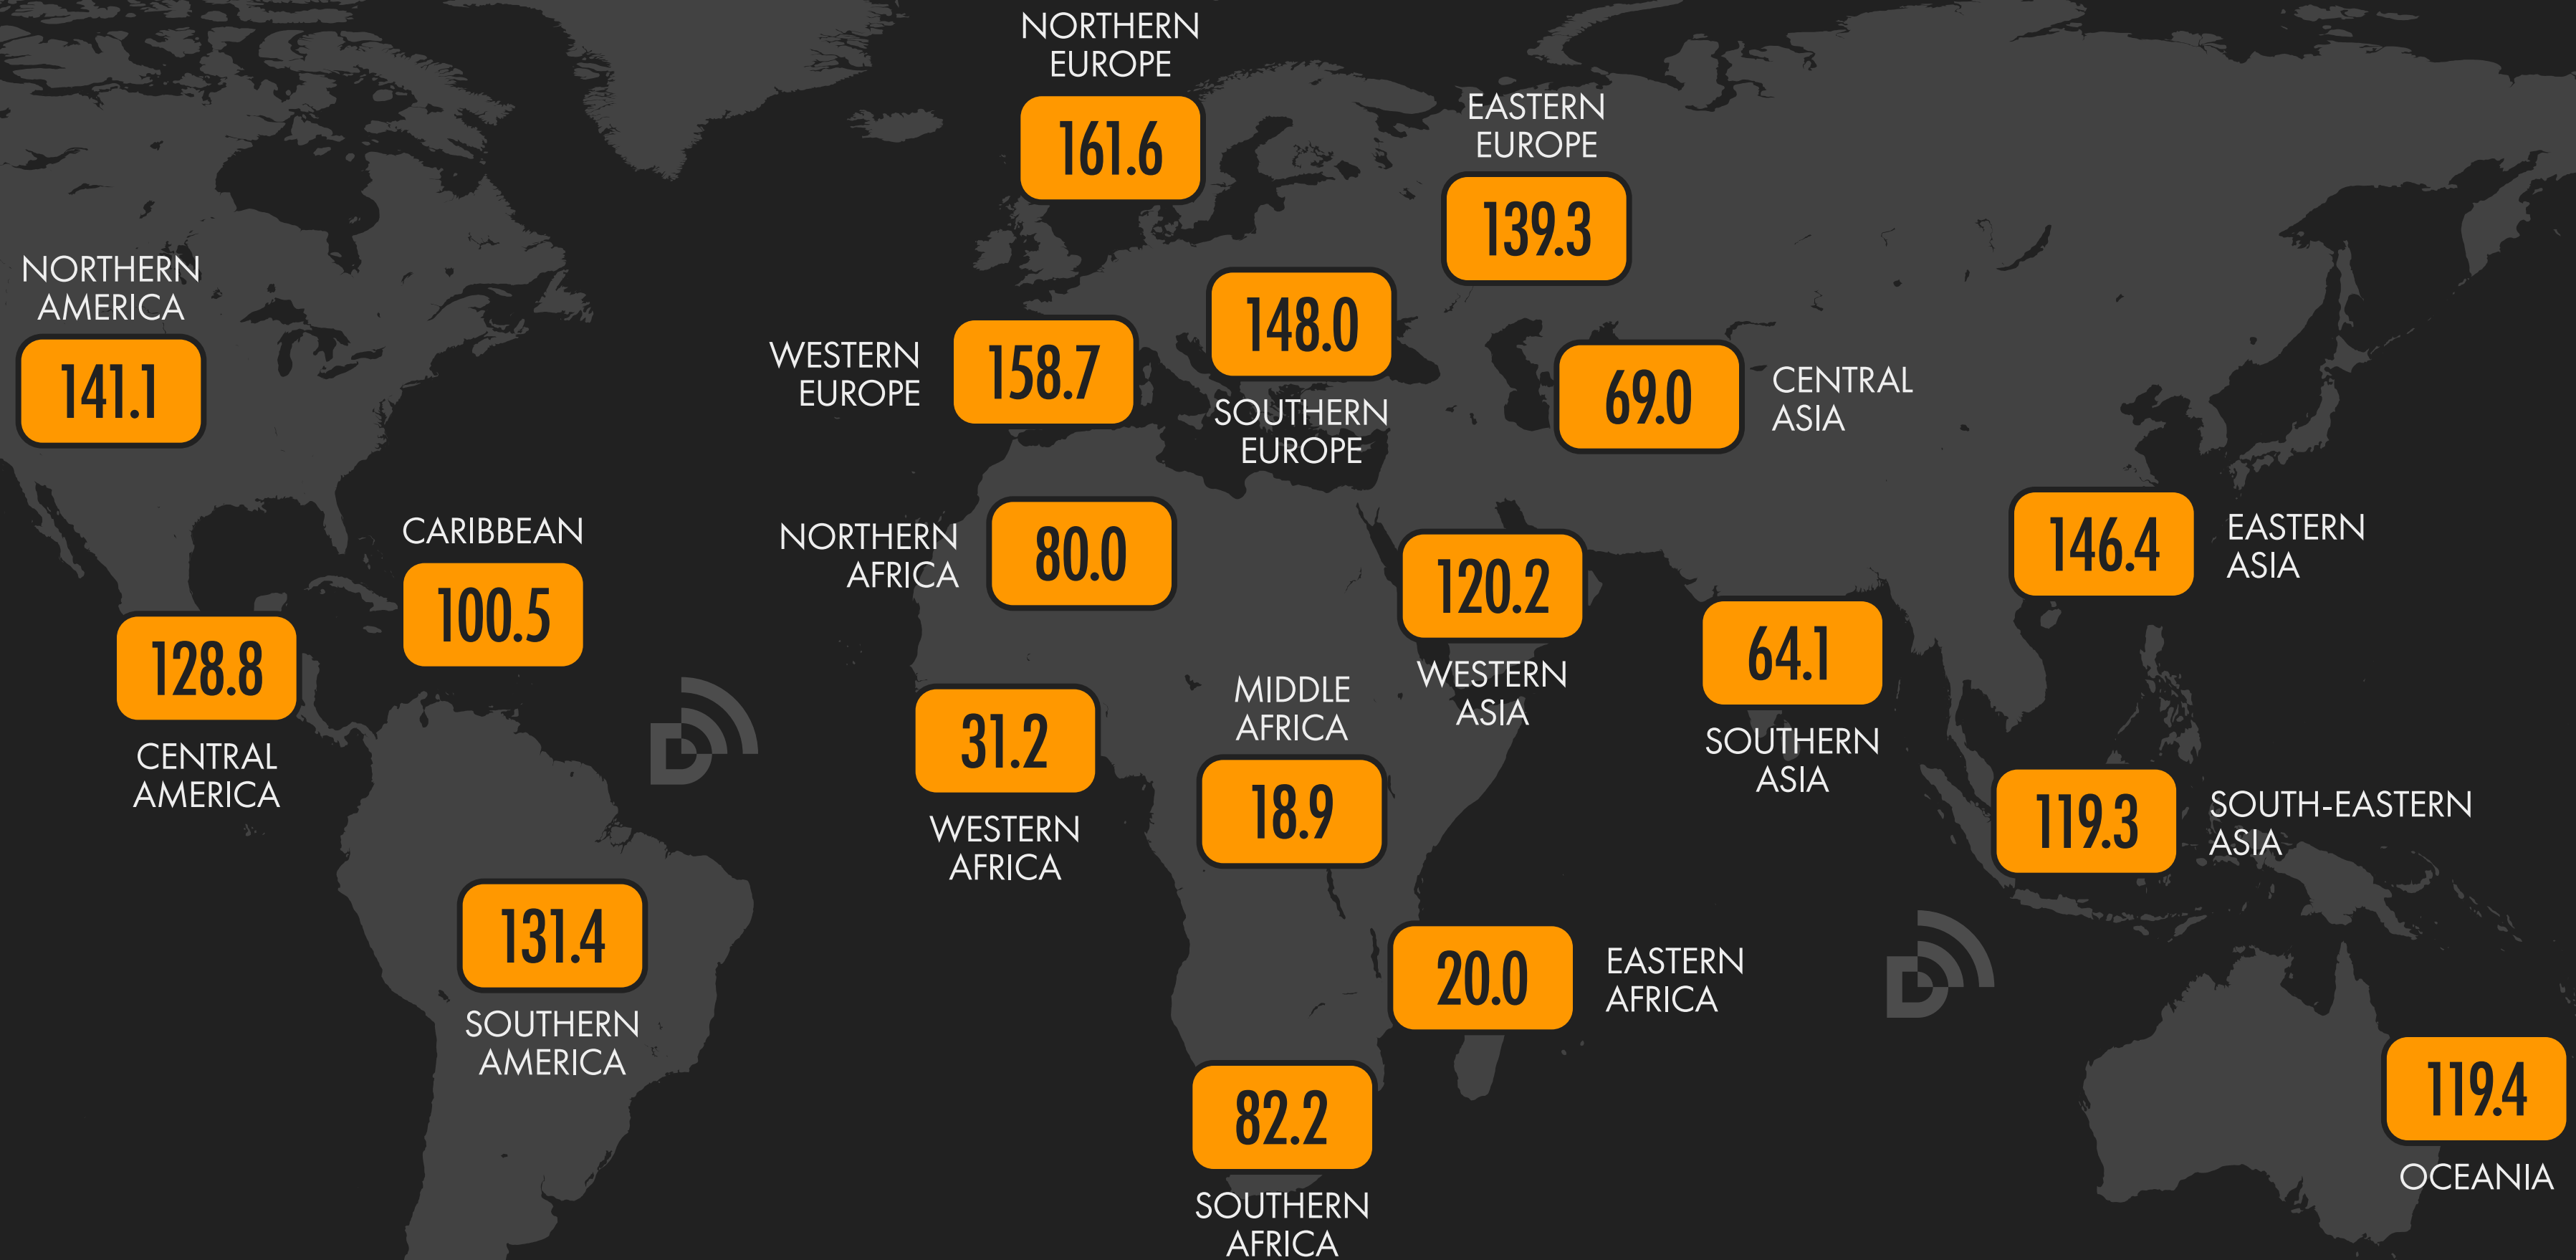 NORTHERN
EUROPE
161.6
EASTERN
EUROPE
139.3
NORTHERN
AMERICA
141.1
WESTERN
EUROPE
158.7
148.0
SOUTHERN
EUROPE
69.0
CENTRAL
ASIA
CARIBBEAN
100.5
NORTHERN
AFRICA
80.0
120.2
WESTERN
ASIA
146.4
EASTERN
ASIA
128.8
CENTRAL
AMERICA
31.2
WESTERN
AFRICA
MIDDLE
AFRICA
18.9
64.1
SOUTHERN
ASIA
119.3
SOUTH-EASTERN
ASIA
131.4
SOUTHERN
AMERICA
20.0
EASTERN
AFRICA
82.2
SOUTHERN
AFRICA
119.4
OCEANIA